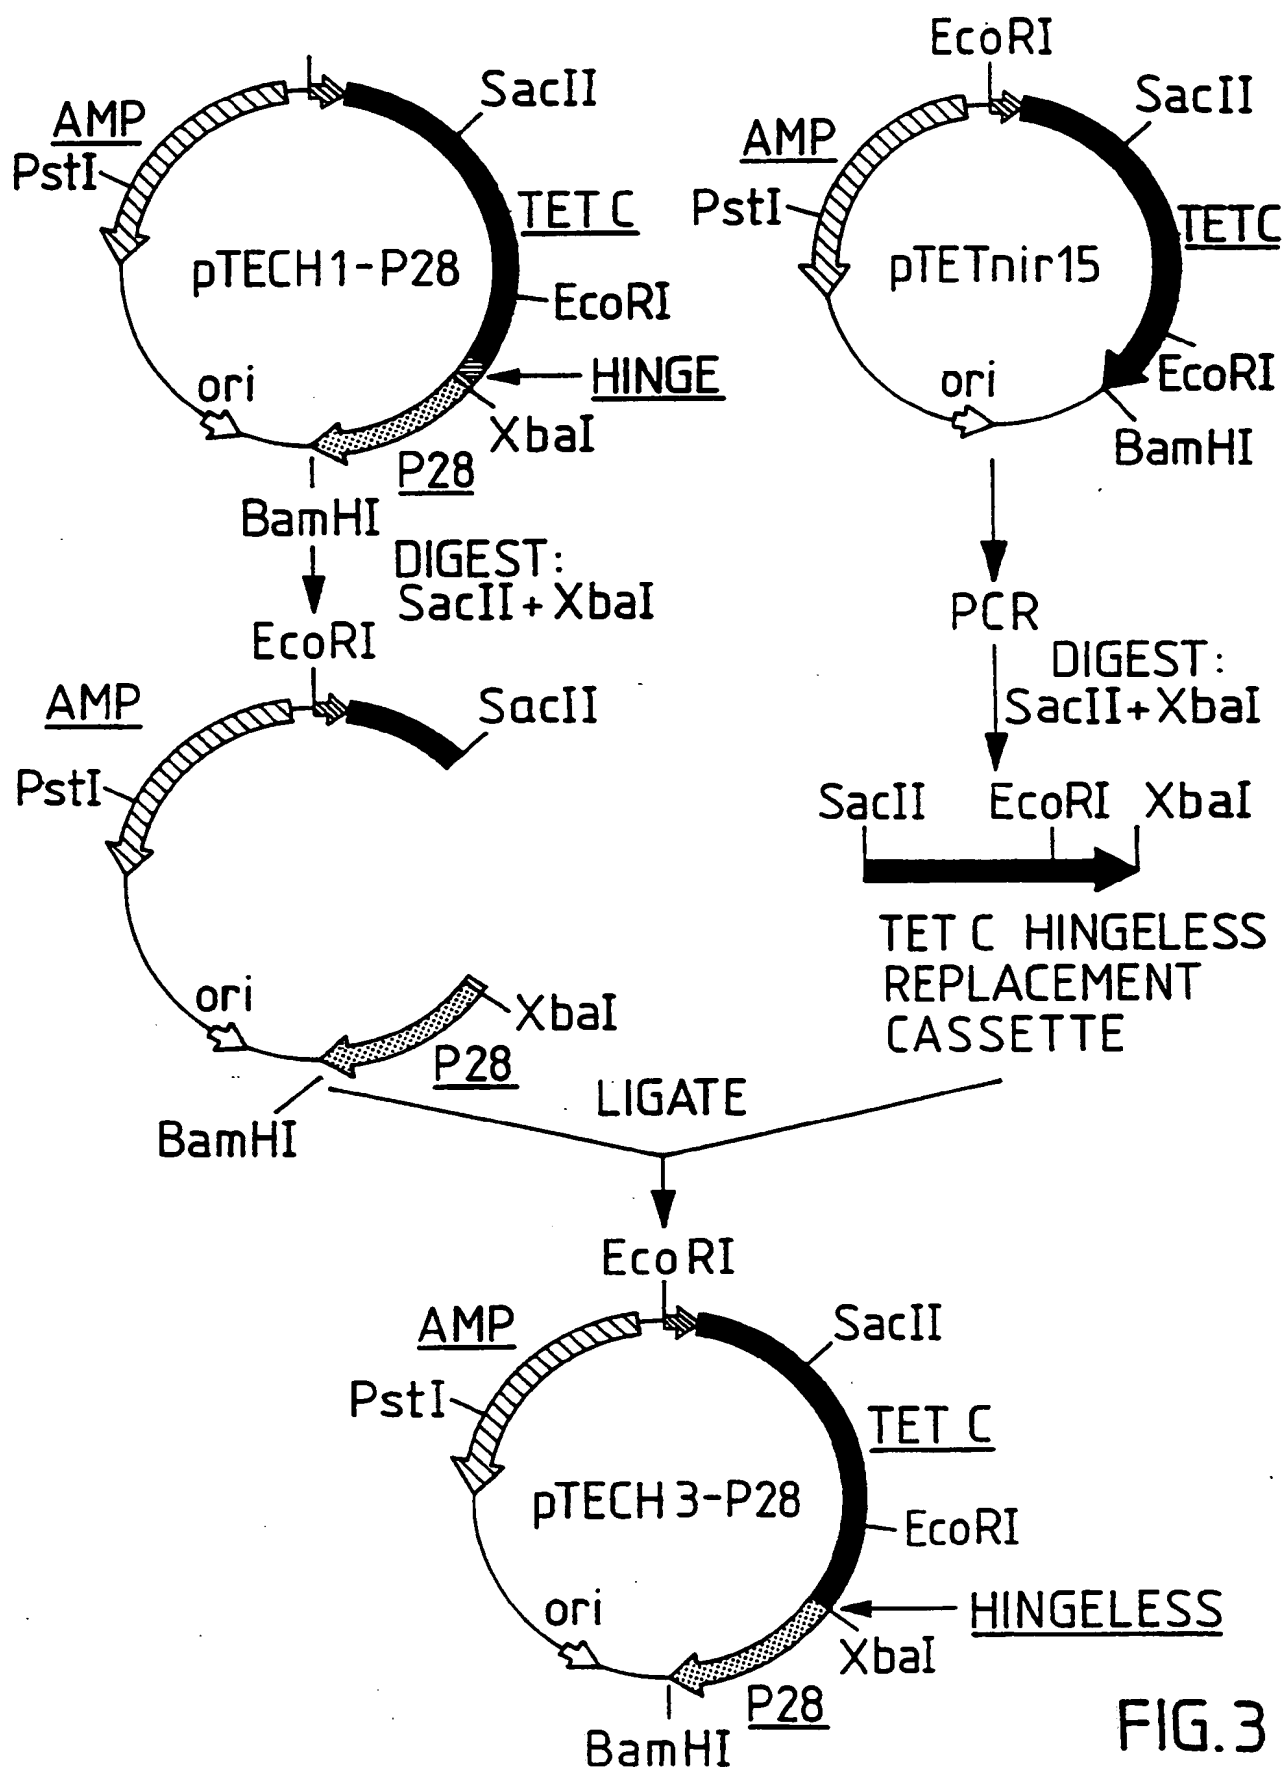 SacII
AMP
PstI
TET C
pTECH1-P28
EcoRI
ori
HINGE
XbaI
P28
BamHI
EcoRI
SacII
AMP
PstI
TETC
pTETnir15
ori
EcoRI
BamHI
DIGEST:
SacII+XbaI
PCR
DIGEST:
SacII+XbaI
EcoRI
AMP
SacII
PstI
ori
XbaI
P28
BamHI
SacII EcoRI XbaI
TET C HINGELESS
REPLACEMENT
CASSETTE
LIGATE
EcoRI
AMP
SacII
PstI
TET C
pTECH3-P28
EcoRI
ori
HINGELESS
XbaI
P28
BamHI
FIG.3